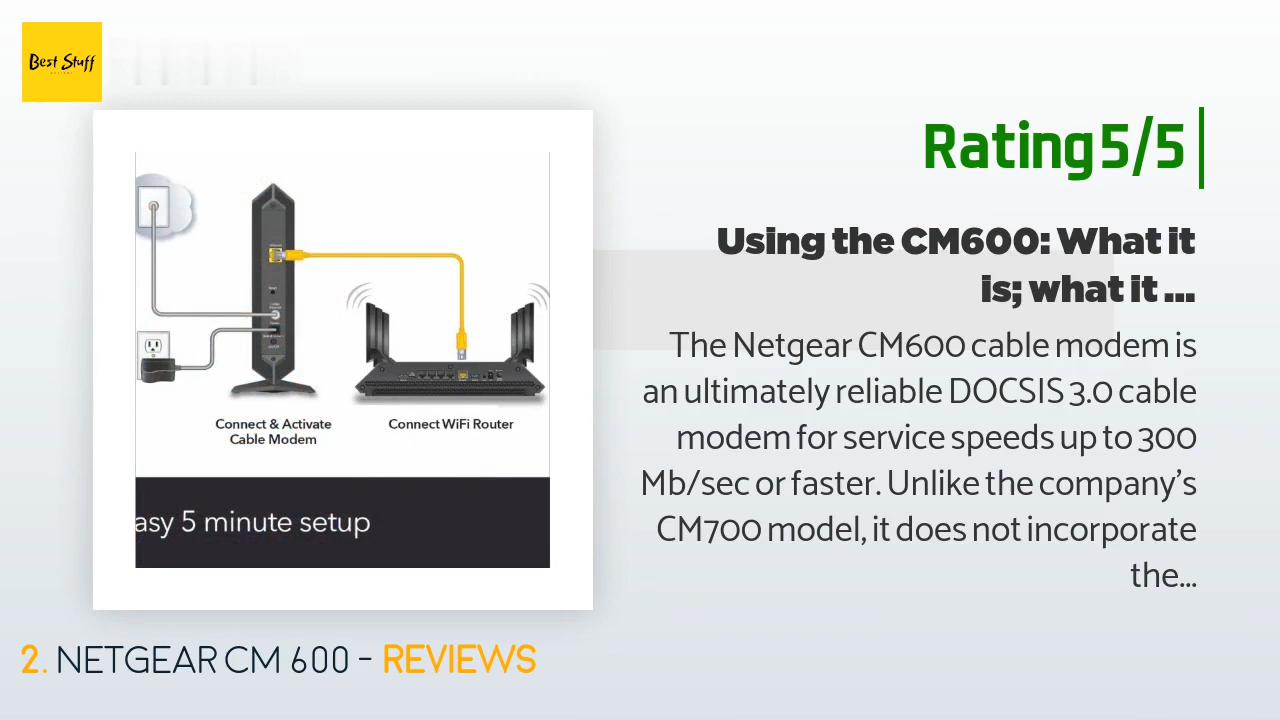 Best Stuff
Rating 5/5
Using the CM600: What it
is; what it ...
The Netgear CM600 cable modem is
an ultimately reliable DOCSIS 3.0 cable
modem for service speeds up to 300
Mb/sec or faster. Unlike the company's
CM700 model, it does not incorporate
the...
Connect & Activate
Cable Modem
Connect WiFi Router
asy 5 minute setup
2. NETGEAR CM 600 - REVIEWS